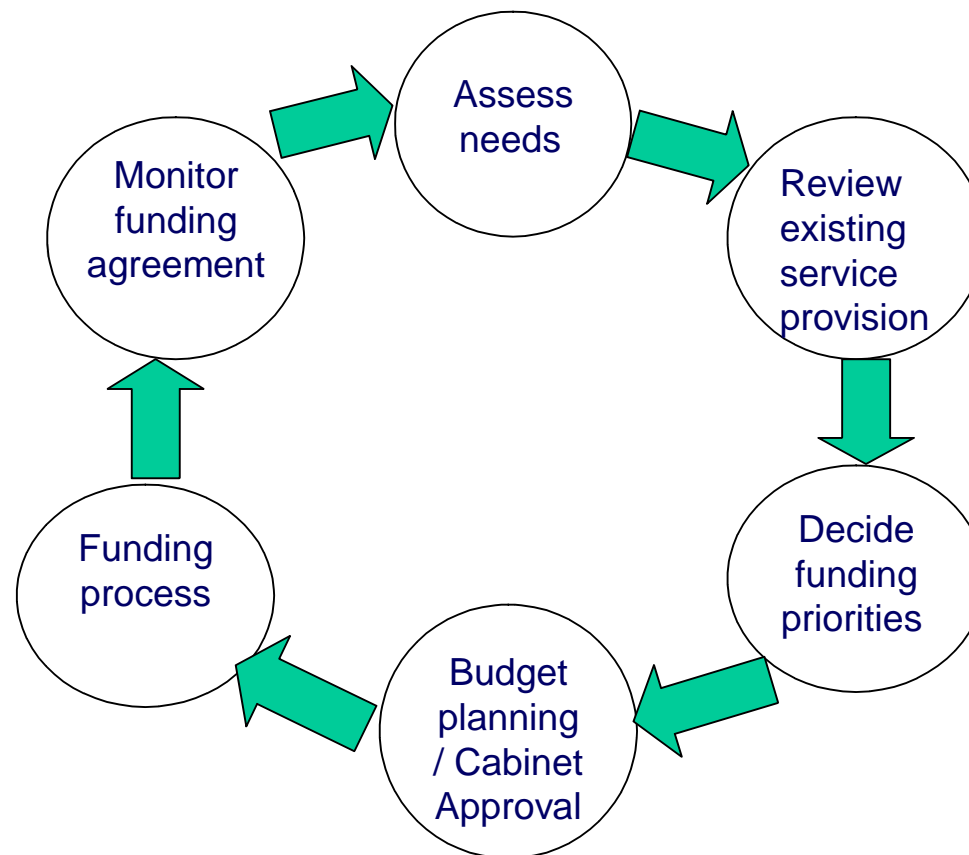 Assess
needs
Review
existing
service
provision
Decide
funding
priorities
Budget
planning
/ Cabinet
Approval
Funding
process
Monitor
funding
agreement